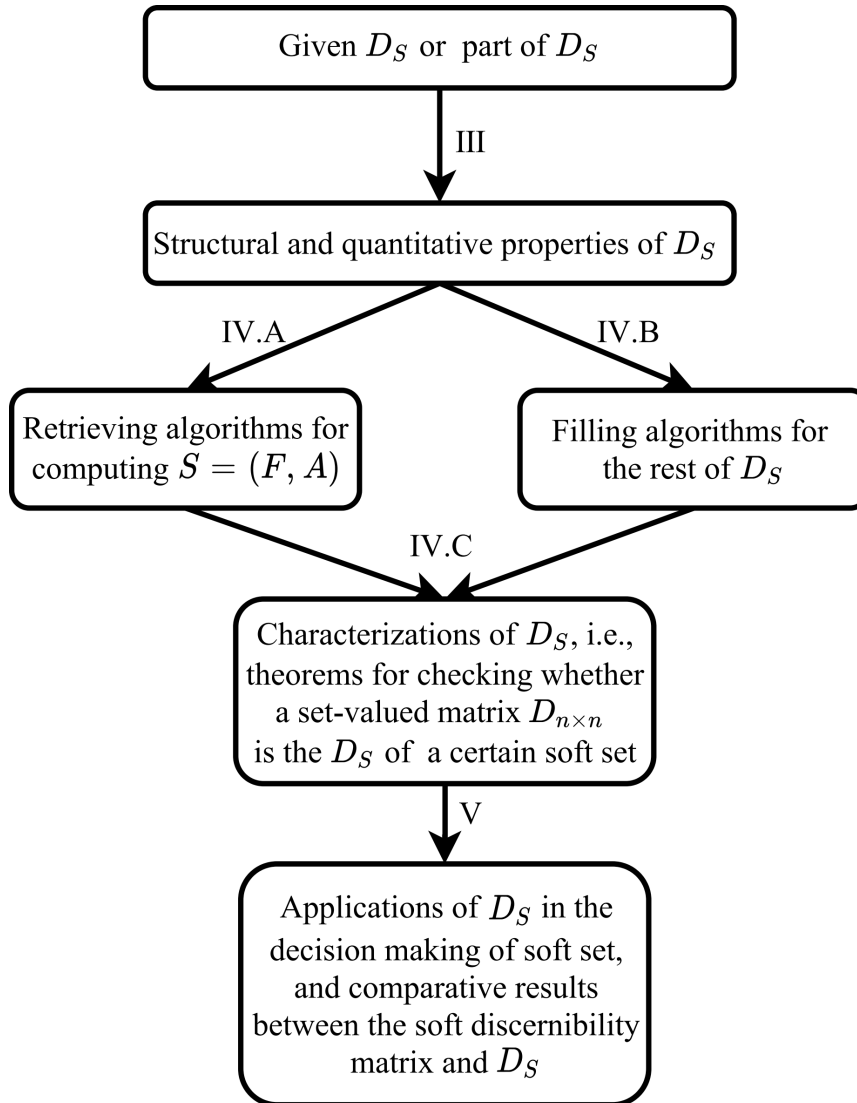 Given D_S or part of D_S
III
Structural and quantitative properties of D_S
IV.A
IV.B
Retrieving algorithms for
computing S = (F, A)
Filling algorithms for
the rest of D_S
IV.C
Characterizations of D_S, i.e.,
theorems for checking whether
a set-valued matrix D_{n×n}
is the D_S of a certain soft set
V
Applications of D_S in the
decision making of soft set,
and comparative results
between the soft discernibility
matrix and D_S